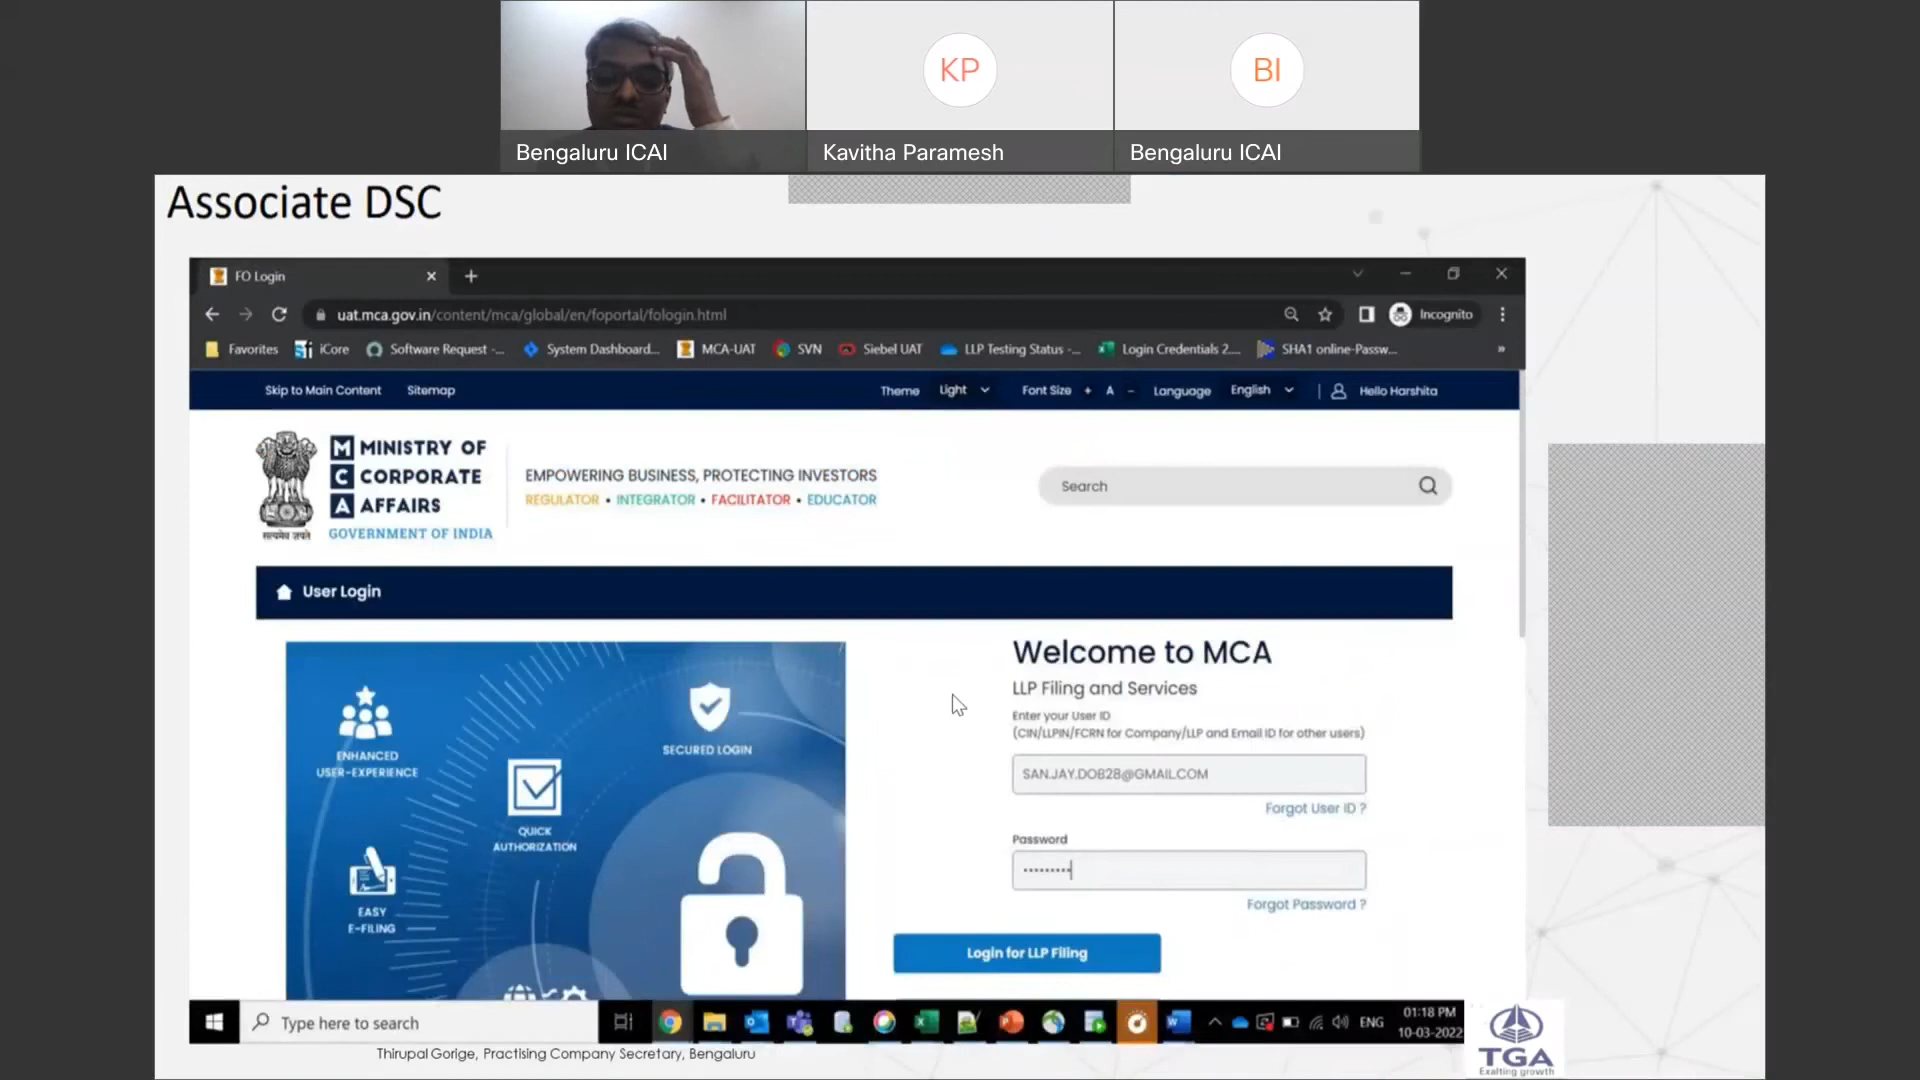 KP
BI
Bengaluru ICAI
Kavitha Paramesh
Bengaluru ICAI
Associate DSC
FO Login
uat.mca.gov.in/content/mca/global/en/foportal/fologin.html
Incognito
Favorites
iCore
Software Request -...
System Dashboard...
MCA-UAT
SVN
Siebel UAT
LLP Testing Status -...
Login Credentials 2....
SHA1 online-Passw...
»
Skip to Main Content
Sitemap
Theme
Light
Font Size + A -
Language
English
Hello Harshita
M MINISTRY OF
C CORPORATE
A AFFAIRS
GOVERNMENT OF INDIA
सत्यमेव जयते
EMPOWERING BUSINESS, PROTECTING INVESTORS
REGULATOR • INTEGRATOR • FACILITATOR • EDUCATOR
Search
User Login
ENHANCED
USER-EXPERIENCE
SECURED LOGIN
QUICK
AUTHORIZATION
EASY
E-FILING
Welcome to MCA
LLP Filing and Services
Enter your User ID
(CIN/LLPIN/FCRN for Company/LLP and Email ID for other users)
SANJAY.DOB28@GMAIL.COM
Forgot User ID ?
Password
•••••••••
Forgot Password ?
Login for LLP Filing
Type here to search
ENG
01:18 PM
10-03-2022
Thirupal Gorige, Practising Company Secretary, Bengaluru
TGA
Exalting growth